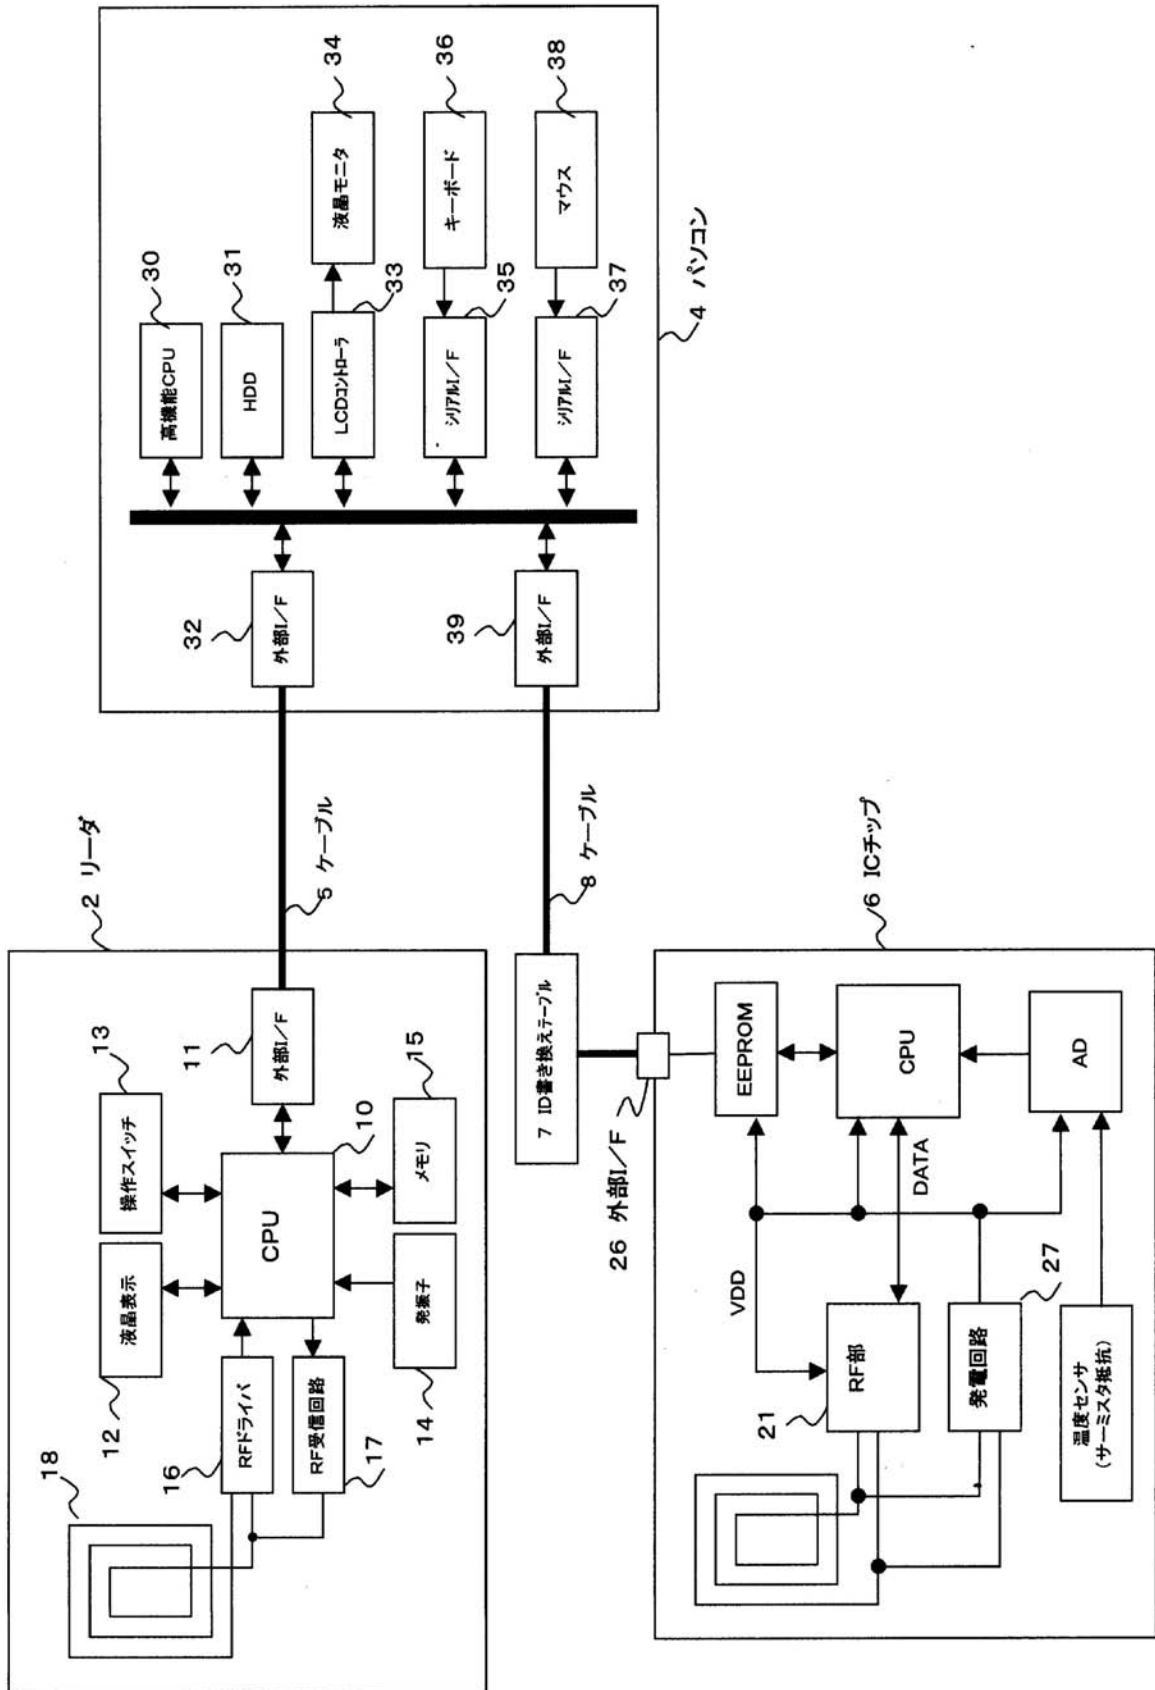 2 リーダ
18
16
RFドライバ
RF受信回路
17
12
液晶表示
13
操作スイッチ
CPU
10
11
外部I/F
14
発振子
15
メモリ
5 ケーブル
4 パソコン
32
外部I/F
39
外部I/F
30
高機能CPU
31
HDD
LCDコントローラ
33
液晶モニタ
34
シリアルI/F
35
キーボード
36
シリアルI/F
37
マウス
38
8 ケーブル
7 ID書き換えテーブル
26 外部I/F
6 ICチップ
EEPROM
CPU
AD
VDD
DATA
21
RF部
発電回路
27
温度センサ
(サーミスタ抵抗)